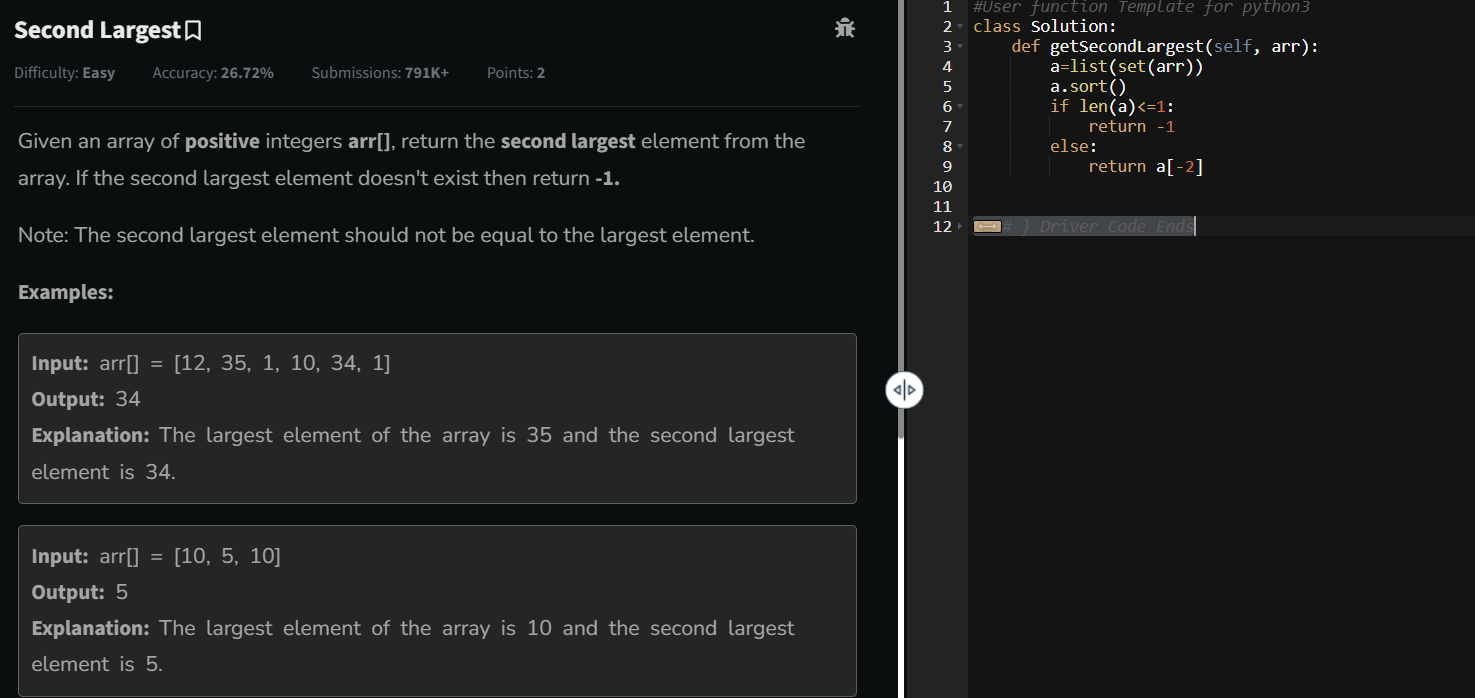 Second Largest
Difficulty: Easy Accuracy: 26.72% Submissions: 791K+ Points: 2
Given an array of positive integers arr[], return the second largest element from the
array. If the second largest element doesn't exist then return -1.
Note: The second largest element should not be equal to the largest element.
Examples:
Input: arr[] = [12, 35, 1, 10, 34, 1]
Output: 34
Explanation: The largest element of the array is 35 and the second largest
element is 34.
Input: arr[] = [10, 5, 10]
Output: 5
Explanation: The largest element of the array is 10 and the second largest
element is 5.
1 #User function Template for python3
2 class Solution:
3     def getSecondLargest(self, arr):
4         a=list(set(arr))
5         a.sort()
6         if len(a)<=1:
7             return -1
8         else:
9             return a[-2]
10
11
12 # } Driver Code Ends